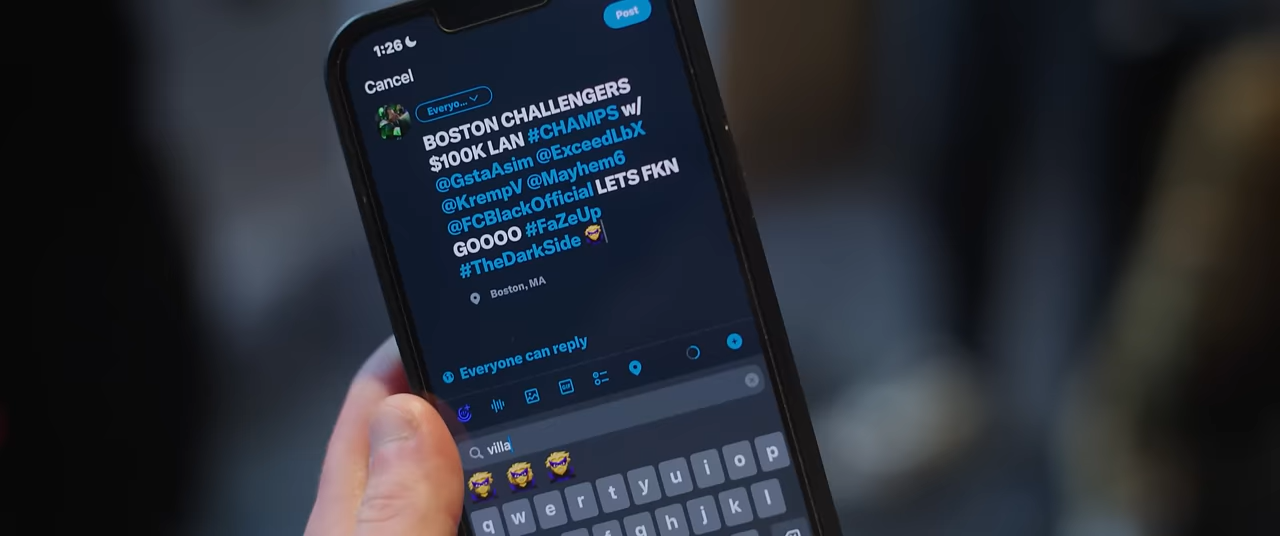 1:26
Post
Cancel
Everyo...
BOSTON CHALLENGERS
$100K LAN #CHAMPS w/
@GstaAsim @ExceedLbX
@KrempV @Mayhem6
@FCBlackOfficial LETS FKN
GOOOO #FaZeUp
#TheDarkSide
Boston, MA
Everyone can reply
GIF
villa
q w e r t y u i o p
f g h j k l